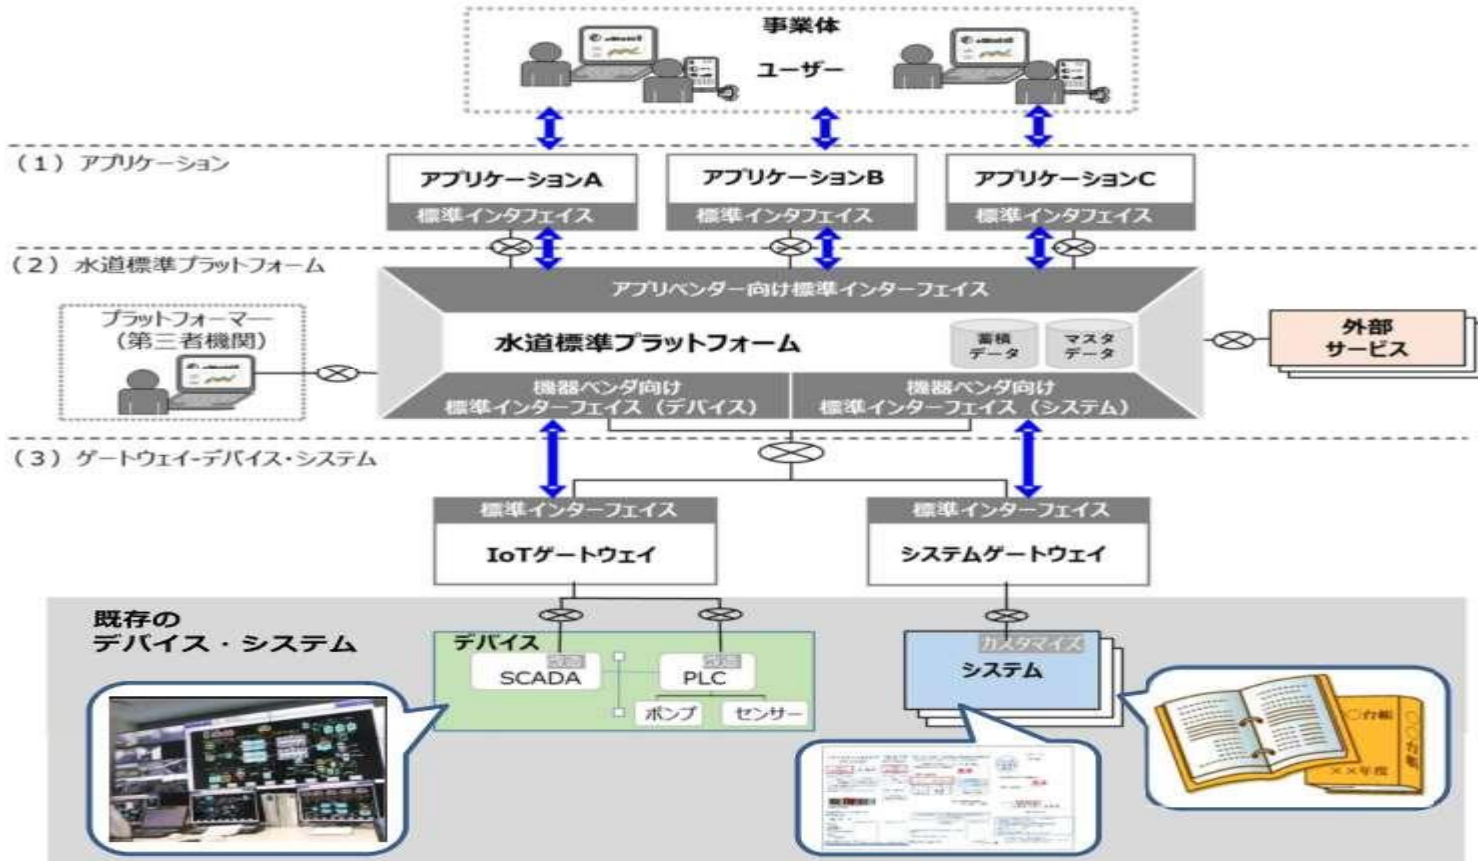 事業体
ユーザー
(1) アプリケーション
アプリケーションA
アプリケーションB
アプリケーションC
標準インタフェイス
標準インタフェイス
標準インタフェイス
(2) 水道標準プラットフォーム
アプリベンダー向け標準インターフェイス
プラットフォーマー
(第三者機関)
水道標準プラットフォーム
蓄積
データ
マスタ
データ
外部
サービス
機器ベンダ向け
標準インターフェイス (デバイス)
機器ベンダ向け
標準インターフェイス (システム)
(3) ゲートウェイ-デバイス・システム
標準インターフェイス
標準インターフェイス
IoTゲートウェイ
システムゲートウェイ
既存の
デバイス・システム
デバイス
SCADA
PLC
ポンプ
センサー
カスタマイズ
システム
〇台帳
××年度
〇〇台帳